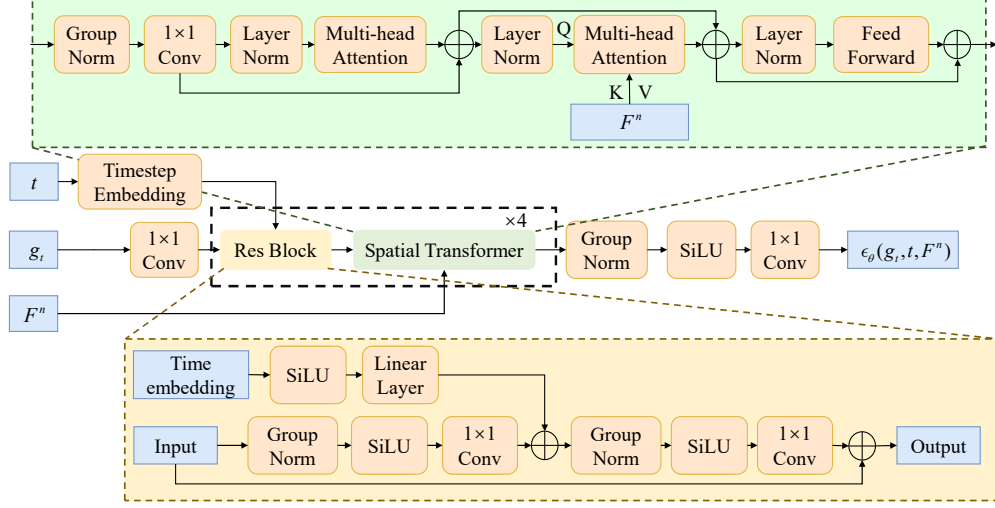 Group
Norm
1×1
Conv
Layer
Norm
Multi-head
Attention
Layer
Norm
Q
Multi-head
Attention
Layer
Norm
Feed
Forward
K V
Fⁿ
t
Timestep
Embedding
×4
g_t
1×1
Conv
Res Block
Spatial Transformer
Group
Norm
SiLU
1×1
Conv
ϵ_θ(g_t,t,Fⁿ)
Fⁿ
Time
embedding
SiLU
Linear
Layer
Input
Group
Norm
SiLU
1×1
Conv
Group
Norm
SiLU
1×1
Conv
Output